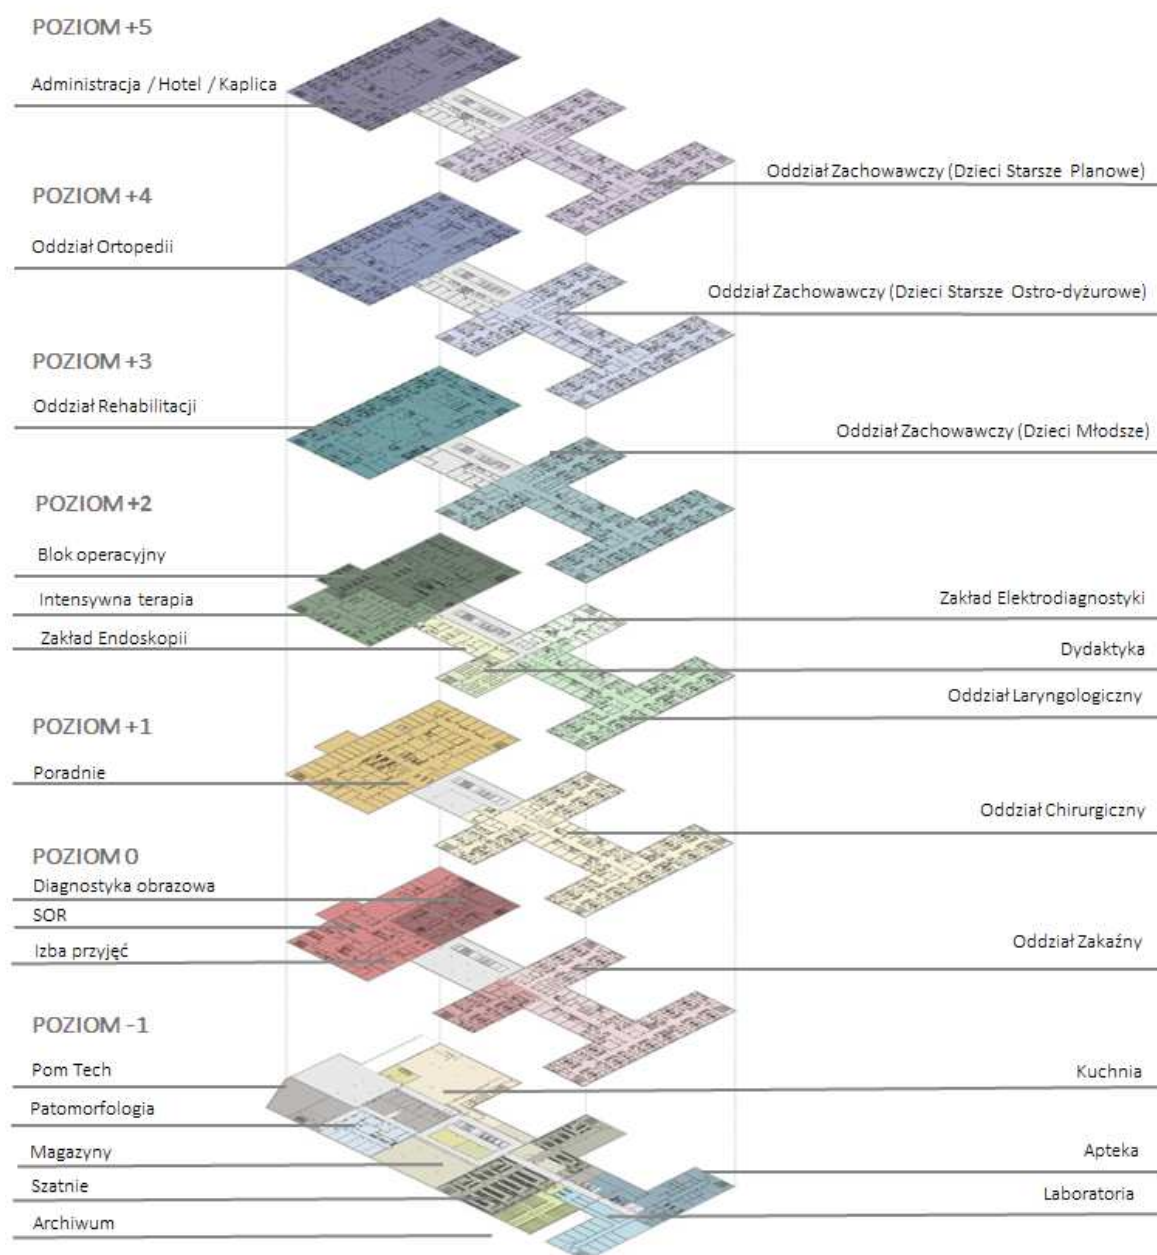 POZIOM +5
Administracja / Hotel / Kaplica
Oddział Zachowawczy (Dzieci Starsze Planowe)
POZIOM +4
Oddział Ortopedii
Oddział Zachowawczy (Dzieci Starsze Ostro-dyżurowe)
POZIOM +3
Oddział Rehabilitacji
Oddział Zachowawczy (Dzieci Młodsze)
POZIOM +2
Blok operacyjny
Intensywna terapia
Zakład Endoskopii
Zakład Elektrodiagnostyki
Dydaktyka
Oddział Laryngologiczny
POZIOM +1
Poradnie
Oddział Chirurgiczny
POZIOM 0
Diagnostyka obrazowa
SOR
Izba przyjęć
Oddział Zakaźny
POZIOM -1
Pom Tech
Patomorfologia
Magazyny
Szatnie
Archiwum
Kuchnia
Apteka
Laboratoria